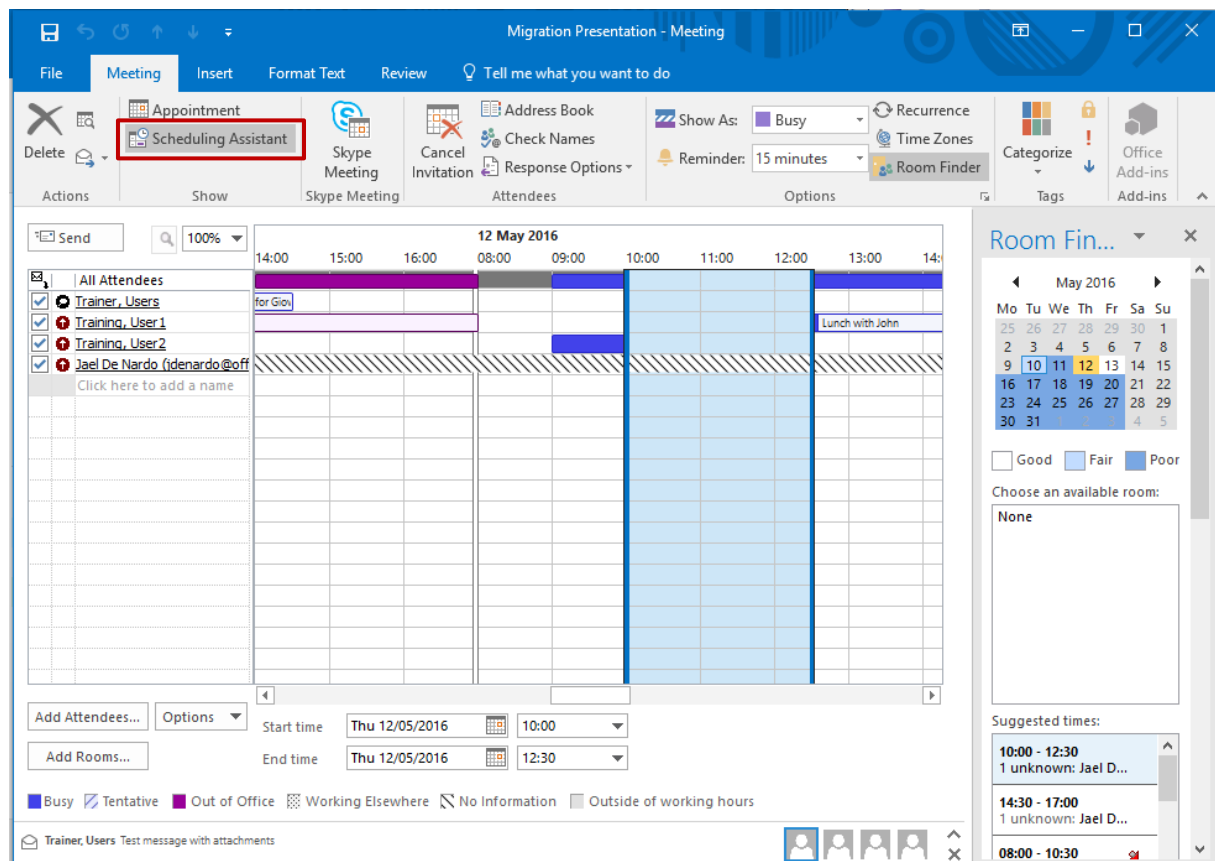 Migration Presentation - Meeting
File Meeting Insert Format Text Review Tell me what you want to do
Delete
Appointment
Scheduling Assistant
Skype
Meeting
Cancel
Invitation
Address Book
Check Names
Response Options
Show As: Busy
Reminder: 15 minutes
Recurrence
Time Zones
Room Finder
Categorize
Office
Add-ins
Actions Show Skype Meeting Attendees Options Tags Add-ins
Send 100%
12 May 2016
14:00 15:00 16:00 08:00 09:00 10:00 11:00 12:00 13:00 14:
All Attendees
Trainer, Users for Giov
Training, User1 Lunch with John
Training, User2
Jael De Nardo (jdenardo@off
Click here to add a name
Add Attendees... Options
Add Rooms...
Start time Thu 12/05/2016 10:00
End time Thu 12/05/2016 12:30
Busy Tentative Out of Office Working Elsewhere No Information Outside of working hours
Trainer, Users Test message with attachments
Room Fin...
May 2016
Mo Tu We Th Fr Sa Su
25 26 27 28 29 30 1
2 3 4 5 6 7 8
9 10 11 12 13 14 15
16 17 18 19 20 21 22
23 24 25 26 27 28 29
30 31 1 2 3 4 5
Good Fair Poor
Choose an available room:
None
Suggested times:
10:00 - 12:30
1 unknown: Jael D...
14:30 - 17:00
1 unknown: Jael D...
08:00 - 10:30